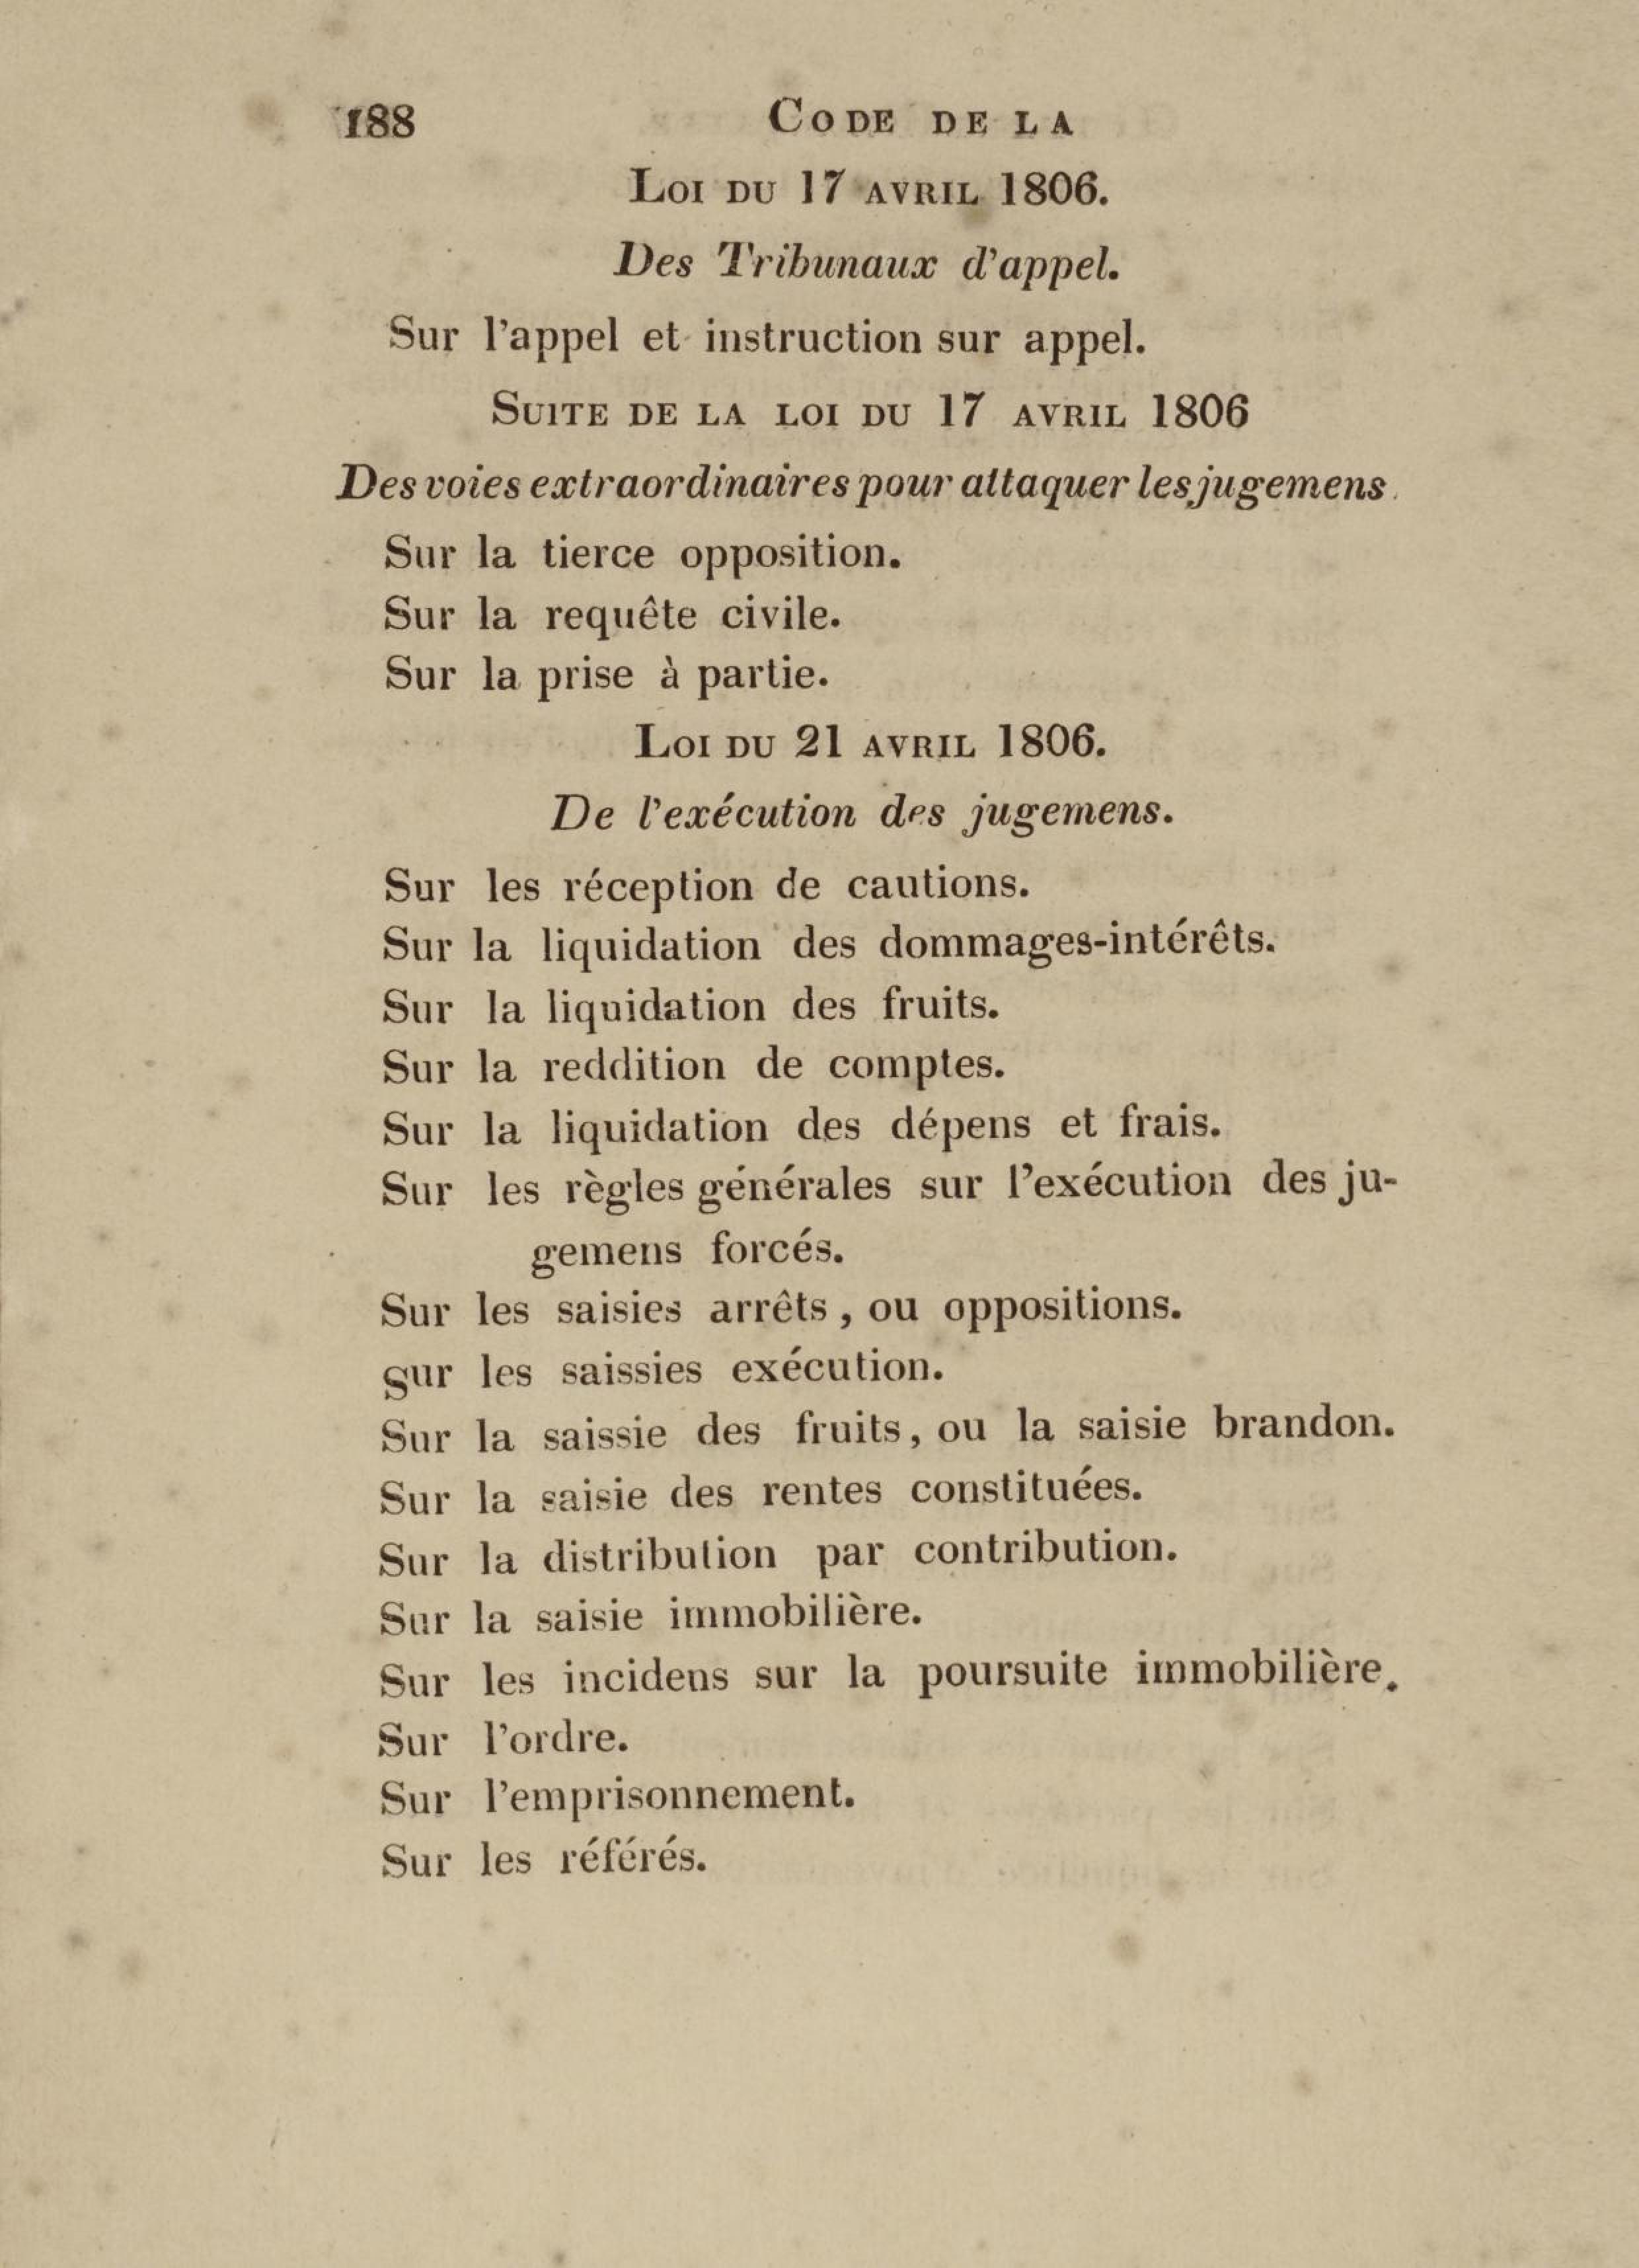 188 CODE DE LA
LOI DU 17 AVRIL 1806.
Des Tribunaux d'appel.
Sur l'appel et instruction sur appel.
SUITE DE LA LOI DU 17 AVRIL 1806
Des voies extraordinaires pour attaquer les jugemens.
Sur la tierce opposition.
Sur la requête civile.
Sur la prise à partie.
LOI DU 21 AVRIL 1806.
De l'exécution des jugemens.
Sur les réception de cautions.
Sur la liquidation des dommages-intérêts.
Sur la liquidation des fruits.
Sur la reddition de comptes.
Sur la liquidation des dépens et frais.
Sur les règles générales sur l'exécution des ju-
gemens forcés.
Sur les saisies arrêts, ou oppositions.
Sur les saissies exécution.
Sur la saissie des fruits, ou la saisie brandon.
Sur la saisie des rentes constituées.
Sur la distribution par contribution.
Sur la saisie immobilière.
Sur les incidens sur la poursuite immobilière.
Sur l'ordre.
Sur l'emprisonnement.
Sur les référés.